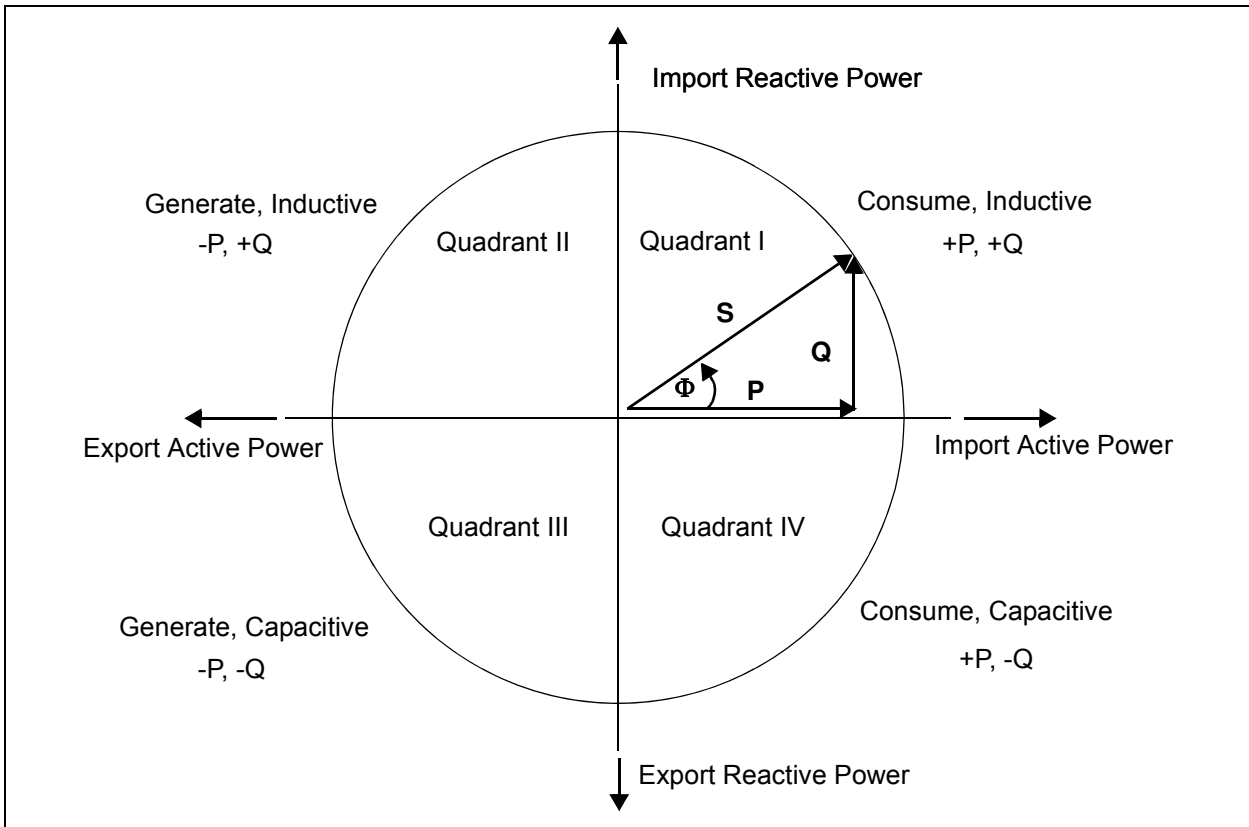 Import Reactive Power
Generate, Inductive
-P, +Q
Quadrant II
Quadrant I
Consume, Inductive
+P, +Q
S
Q
Φ
P
Export Active Power
Import Active Power
Quadrant III
Quadrant IV
Generate, Capacitive
-P, -Q
Consume, Capacitive
+P, -Q
Export Reactive Power